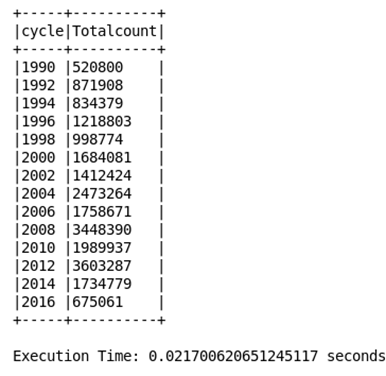 +-----+----------+
|cycle|Totalcount|
+-----+----------+
|1990 |520800    |
|1992 |871908    |
|1994 |834379    |
|1996 |1218803   |
|1998 |998774    |
|2000 |1684081   |
|2002 |1412424   |
|2004 |2473264   |
|2006 |1758671   |
|2008 |3448390   |
|2010 |1989937   |
|2012 |3603287   |
|2014 |1734779   |
|2016 |675061    |
+-----+----------+
Execution Time: 0.021700620651245117 seconds